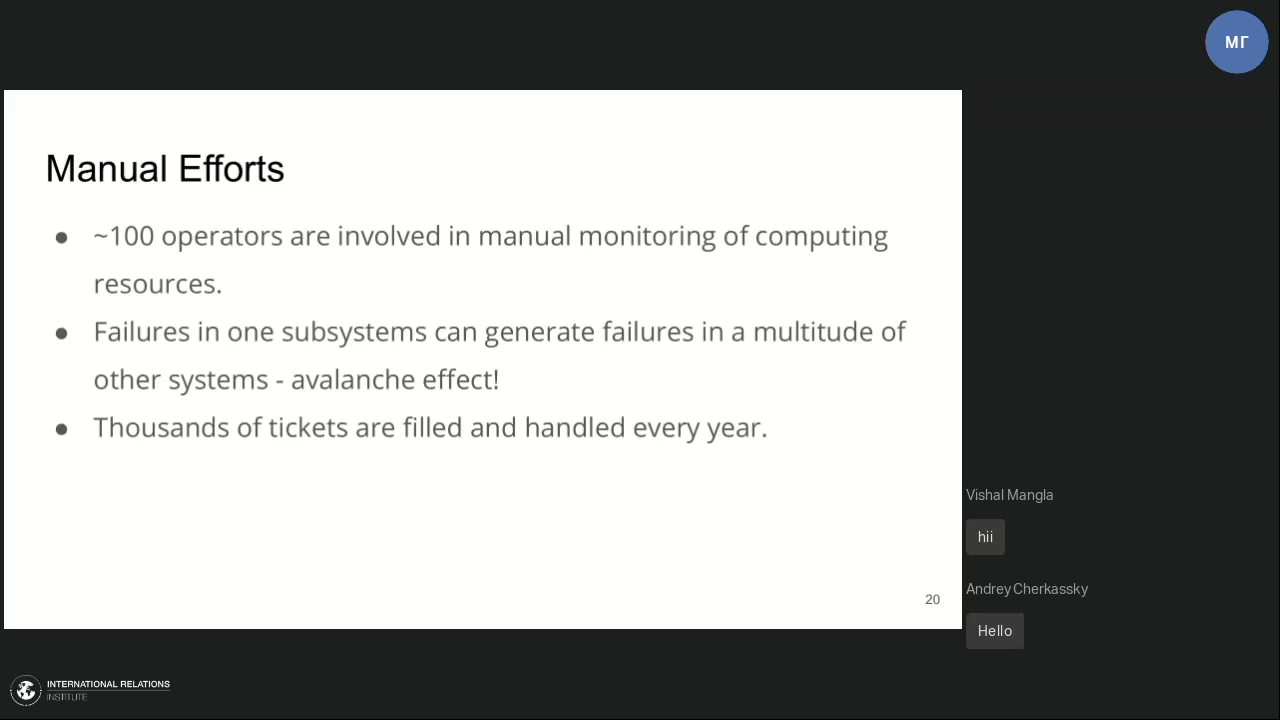 МГ
Manual Efforts
● ~100 operators are involved in manual monitoring of computing
resources.
● Failures in one subsystems can generate failures in a multitude of
other systems - avalanche effect!
● Thousands of tickets are filled and handled every year.
20
Vishal Mangla
hii
Andrey Cherkassky
Hello
INTERNATIONAL RELATIONS
INSTITUTE